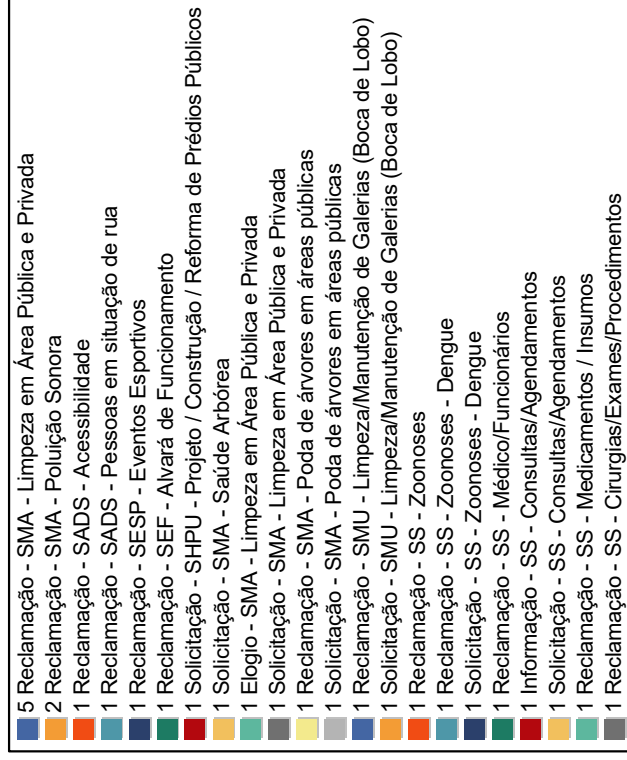 5 Reclamação - SMA - Limpeza em Área Pública e Privada
2 Reclamação - SMA - Poluição Sonora
1 Reclamação - SADS - Acessibilidade
1 Reclamação - SADS - Pessoas em situação de rua
1 Reclamação - SESP - Eventos Esportivos
1 Reclamação - SEF - Alvará de Funcionamento
1 Solicitação - SHPU - Projeto / Construção / Reforma de Prédios Públicos
1 Solicitação - SMA - Saúde Arbórea
1 Elogio - SMA - Limpeza em Área Pública e Privada
1 Solicitação - SMA - Limpeza em Área Pública e Privada
1 Reclamação - SMA - Poda de árvores em áreas públicas
1 Solicitação - SMA - Poda de árvores em áreas públicas
1 Reclamação - SMU - Limpeza/Manutenção de Galerias (Boca de Lobo)
1 Solicitação - SMU - Limpeza/Manutenção de Galerias (Boca de Lobo)
1 Reclamação - SS - Zoonoses
1 Reclamação - SS - Zoonoses - Dengue
1 Solicitação - SS - Zoonoses - Dengue
1 Reclamação - SS - Médico/Funcionários
1 Informação - SS - Consultas/Agendamentos
1 Solicitação - SS - Consultas/Agendamentos
1 Reclamação - SS - Medicamentos / Insumos
1 Reclamação - SS - Cirurgias/Exames/Procedimentos